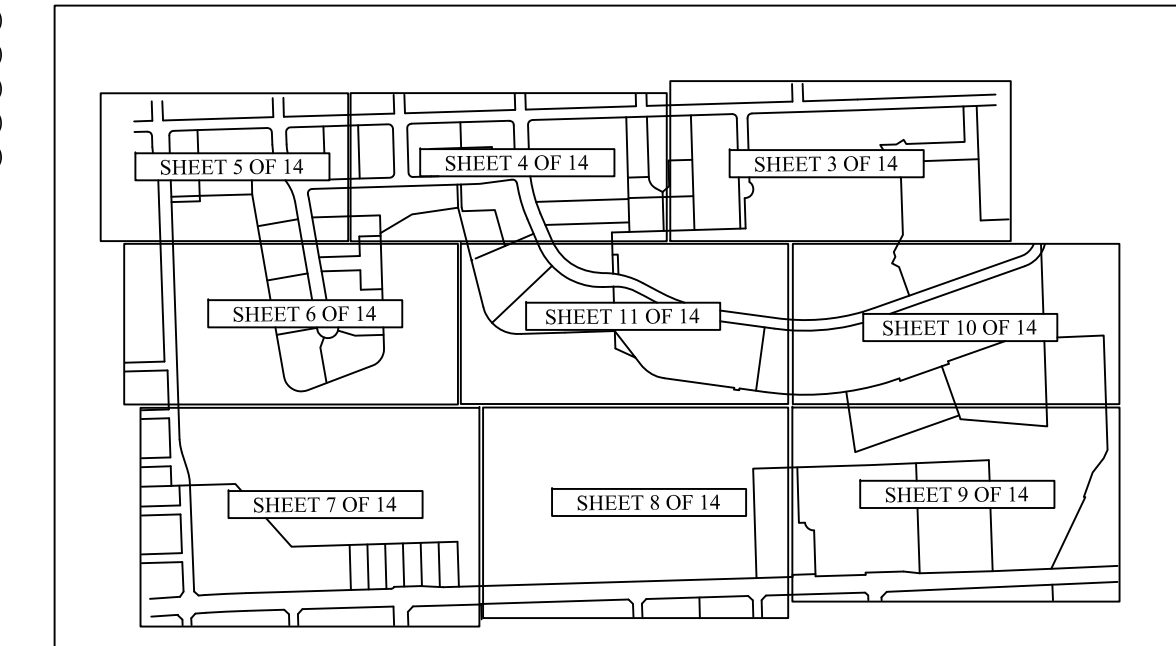 SHEET 5 OF 14
SHEET 4 OF 14
SHEET 3 OF 14
SHEET 6 OF 14
SHEET 11 OF 14
SHEET 10 OF 14
SHEET 7 OF 14
SHEET 8 OF 14
SHEET 9 OF 14